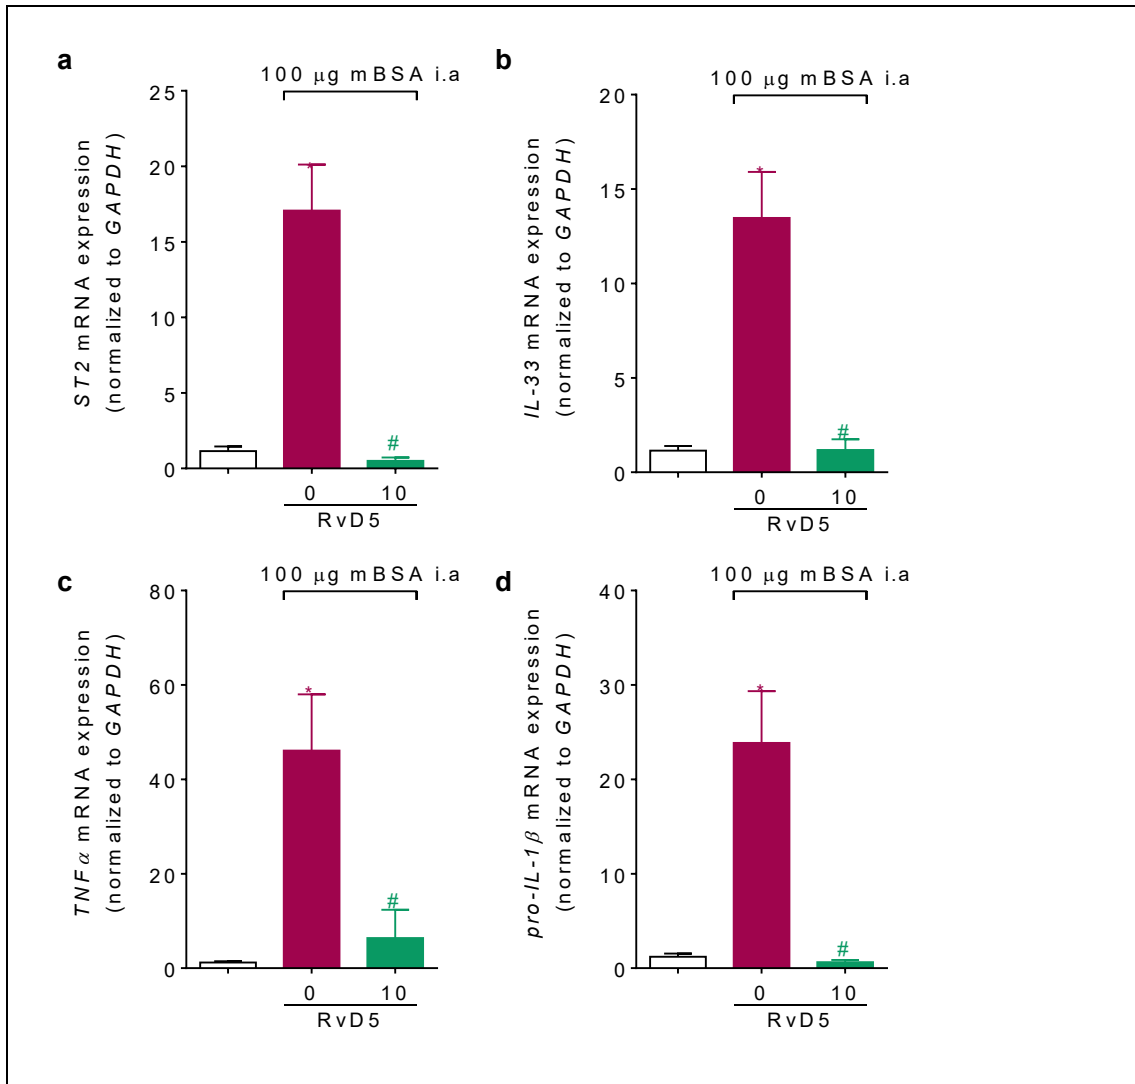 a
100 μg mBSA i.a
ST2 mRNA expression
(normalized to GAPDH)
25
20
15
10
5
0
*
#
0 10
RvD5
b
100 μg mBSA i.a
IL-33 mRNA expression
(normalized to GAPDH)
20
15
10
5
0
*
#
0 10
RvD5
c
100 μg mBSA i.a
TNFα mRNA expression
(normalized to GAPDH)
80
60
40
20
0
*
#
0 10
RvD5
d
100 μg mBSA i.a
pro-IL-1β mRNA expression
(normalized to GAPDH)
40
30
20
10
0
*
#
0 10
RvD5